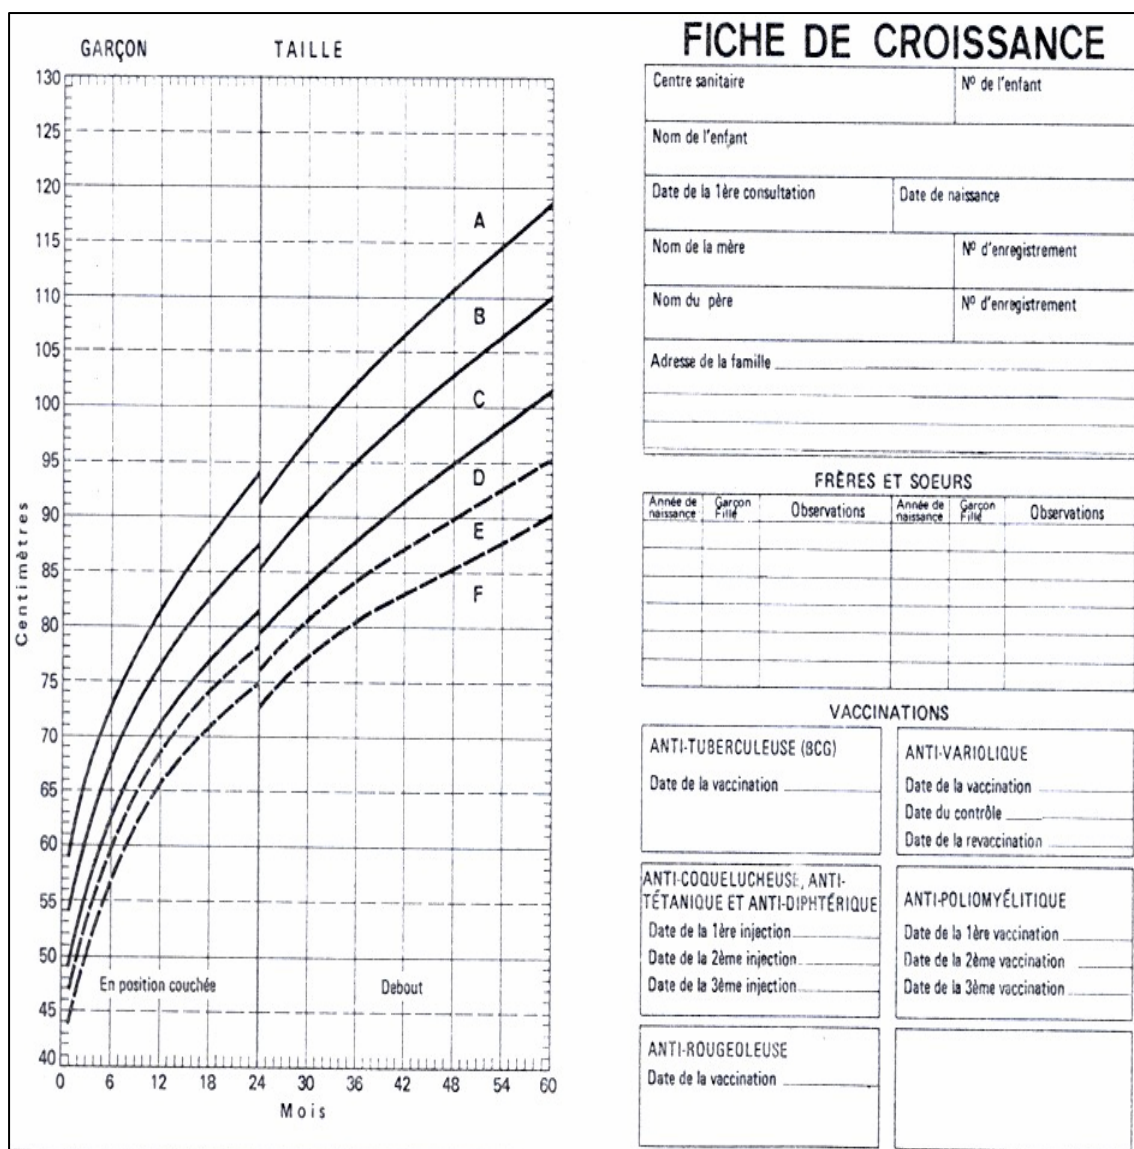 GARÇON TAILLE
130
125
120
115
110
105
100
95
90
85
80
75
70
65
60
55
50
45
40
Centimètres
A
B
C
D
E
F
En position couchée Debout
0 6 12 18 24 30 36 42 48 54 60
Mois
FICHE DE CROISSANCE
Centre sanitaire Nº de l'enfant
Nom de l'enfant
Date de la 1ère consultation Date de naissance
Nom de la mère Nº d'enregistrement
Nom du père Nº d'enregistrement
Adresse de la famille
FRÈRES ET SOEURS
Année de naissance Garçon Fille Observations Année de naissance Garçon Fille Observations
VACCINATIONS
ANTI-TUBERCULEUSE (BCG)
Date de la vaccination
ANTI-VARIOLIQUE
Date de la vaccination
Date du contrôle
Date de la revaccination
ANTI-COQUELUCHEUSE, ANTI-
TÉTANIQUE ET ANTI-DIPHTÉRIQUE
Date de la 1ère injection
Date de la 2ème injection
Date de la 3ème injection
ANTI-POLIOMYÉLITIQUE
Date de la 1ère vaccination
Date de la 2ème vaccination
Date de la 3ème vaccination
ANTI-ROUGEOLEUSE
Date de la vaccination